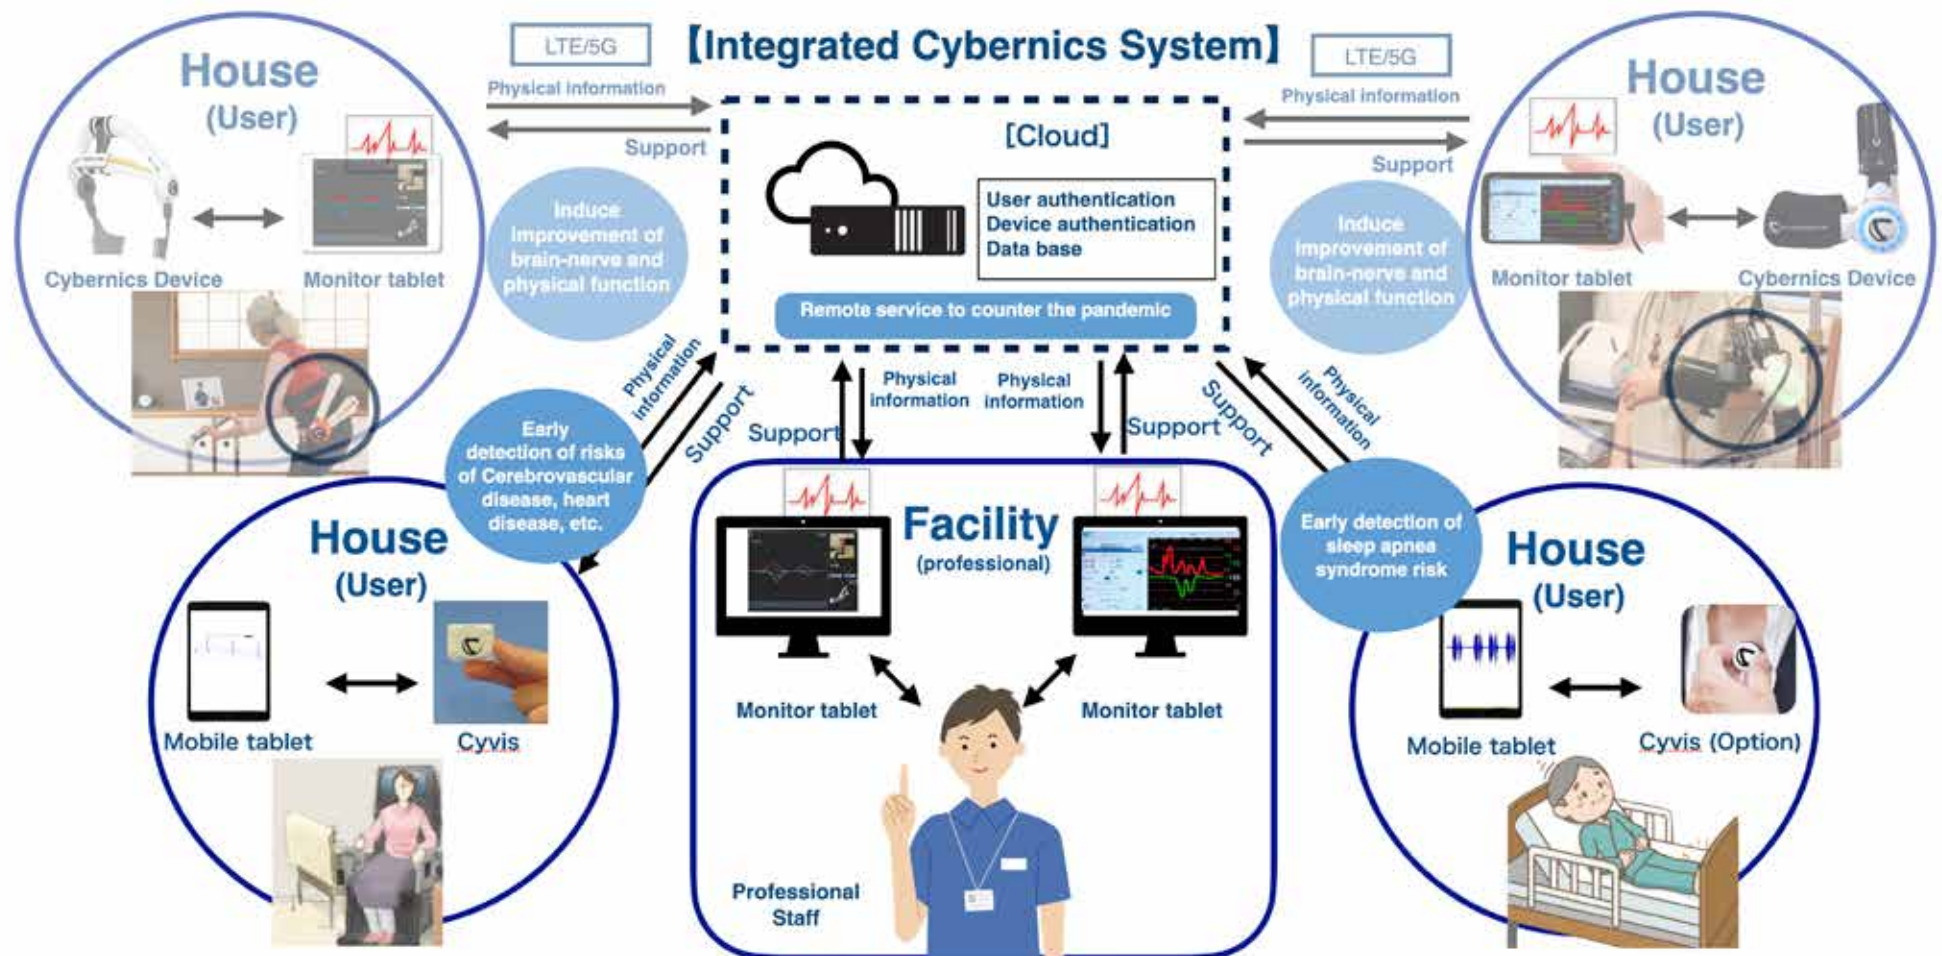 【Integrated Cybernics System】
House
(User)
Cybernics Device
Monitor tablet
LTE/5G
Physical information
Support
Induce
improvement of
brain-nerve and
physical function
[Cloud]
User authentication
Device authentication
Data base
Remote service to counter the pandemic
LTE/5G
Physical information
Support
Induce
improvement of
brain-nerve and
physical function
House
(User)
Monitor tablet
Cybernics Device
Physical
information
Support
Early
detection of risks
of Cerebrovascular
disease, heart
disease, etc.
House
(User)
Mobile tablet
Cyvis
Support
Physical
information
Physical
information
Support
Facility
(professional)
Monitor tablet
Monitor tablet
Professional
Staff
Support
Physical
information
Early detection of
sleep apnea
syndrome risk
House
(User)
Mobile tablet
Cyvis (Option)